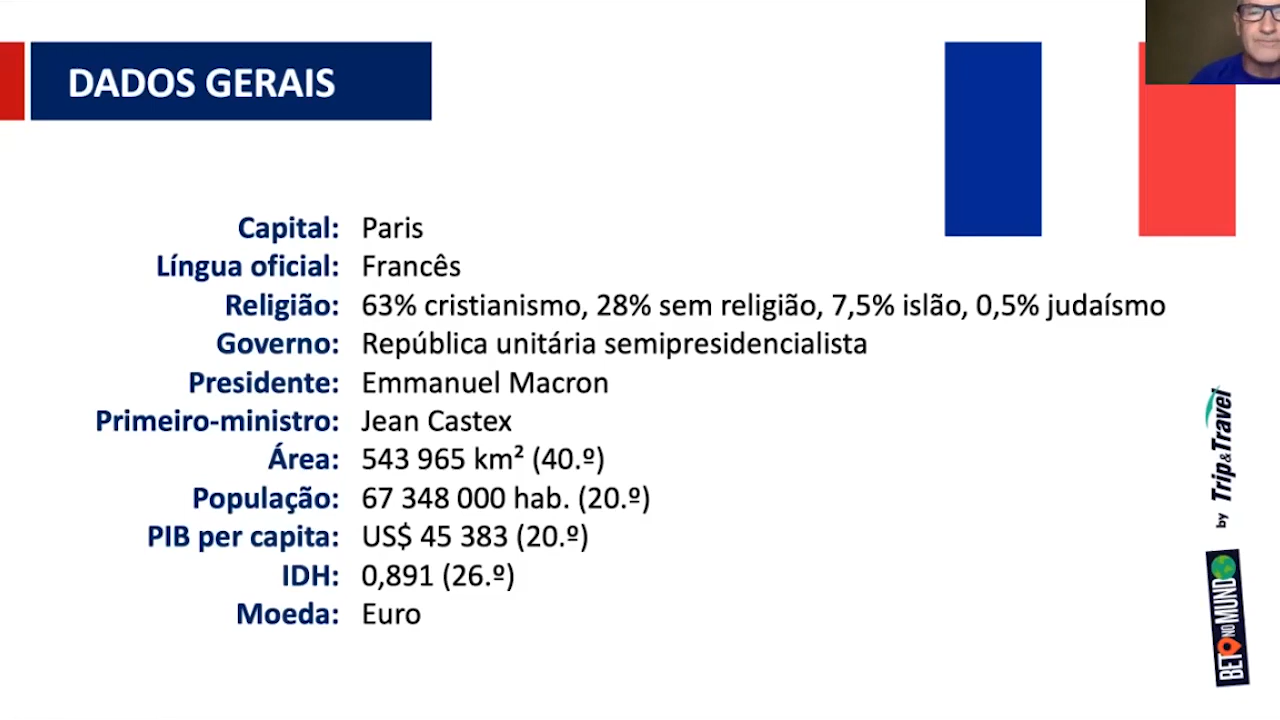 DADOS GERAIS
Capital: Paris
Língua oficial: Francês
Religião: 63% cristianismo, 28% sem religião, 7,5% islão, 0,5% judaísmo
Governo: República unitária semipresidencialista
Presidente: Emmanuel Macron
Primeiro-ministro: Jean Castex
Área: 543 965 km² (40.º)
População: 67 348 000 hab. (20.º)
PIB per capita: US$ 45 383 (20.º)
IDH: 0,891 (26.º)
Moeda: Euro
by Trip&Travel
BETO NO MUNDO